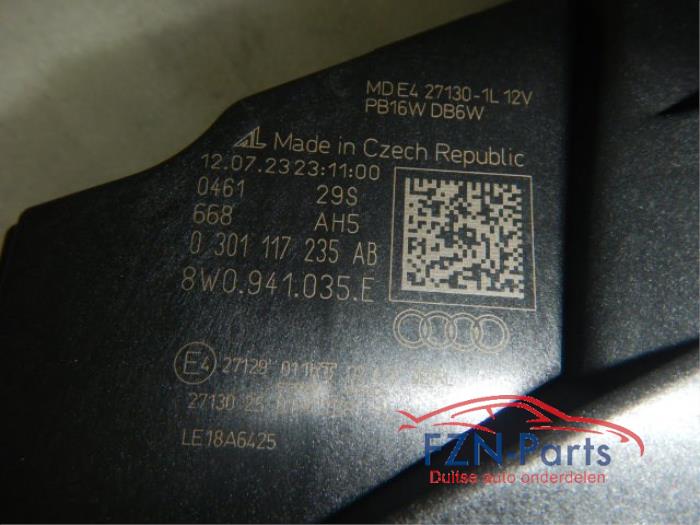 MD E4 27130-1L 12V
PB16W DB6W
AL Made in Czech Republic
12.07.23 23:11:00
0461 29S
668 AH5
0 301 117 235 AB
8W0.941.035.E
E4 27129
27130
LE18A6425
FZN-Parts
Duitse auto onderdelen